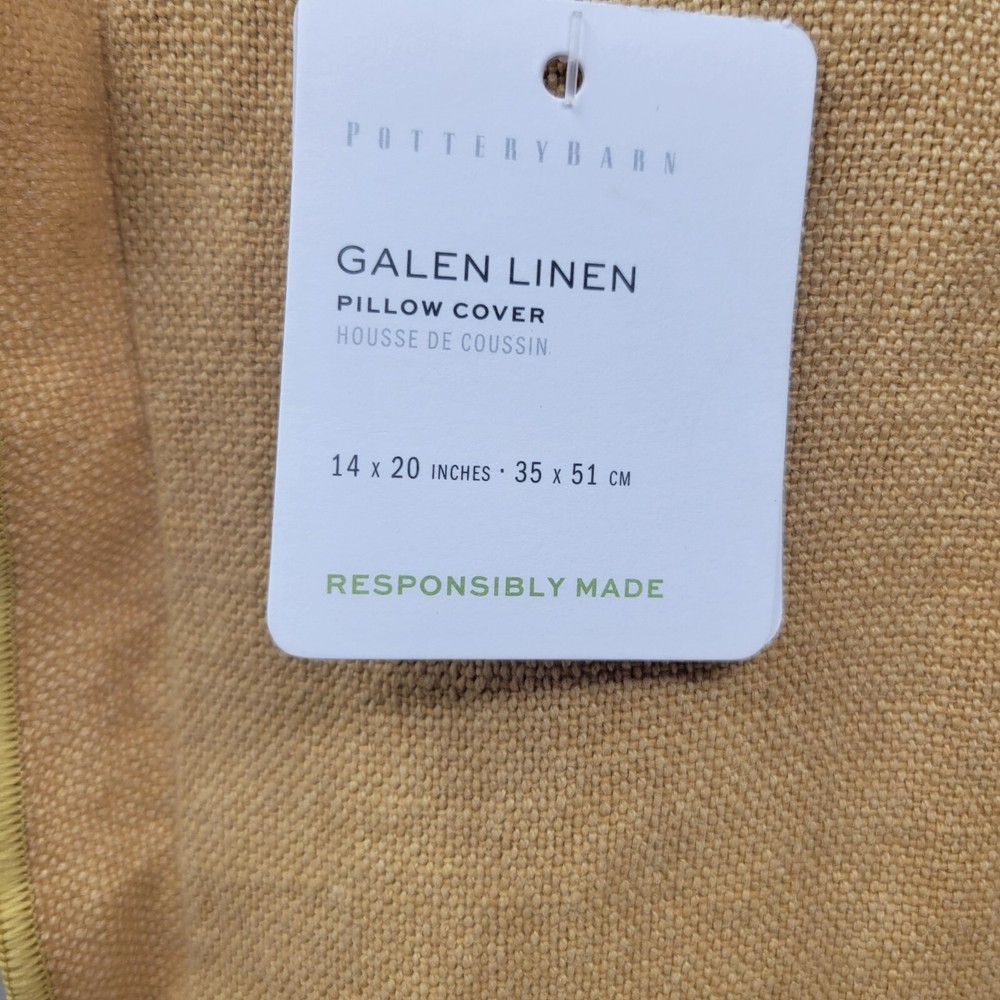 POTTERYBARN
GALEN LINEN
PILLOW COVER
HOUSSE DE COUSSIN
14 x 20 INCHES · 35 x 51 CM
RESPONSIBLY MADE